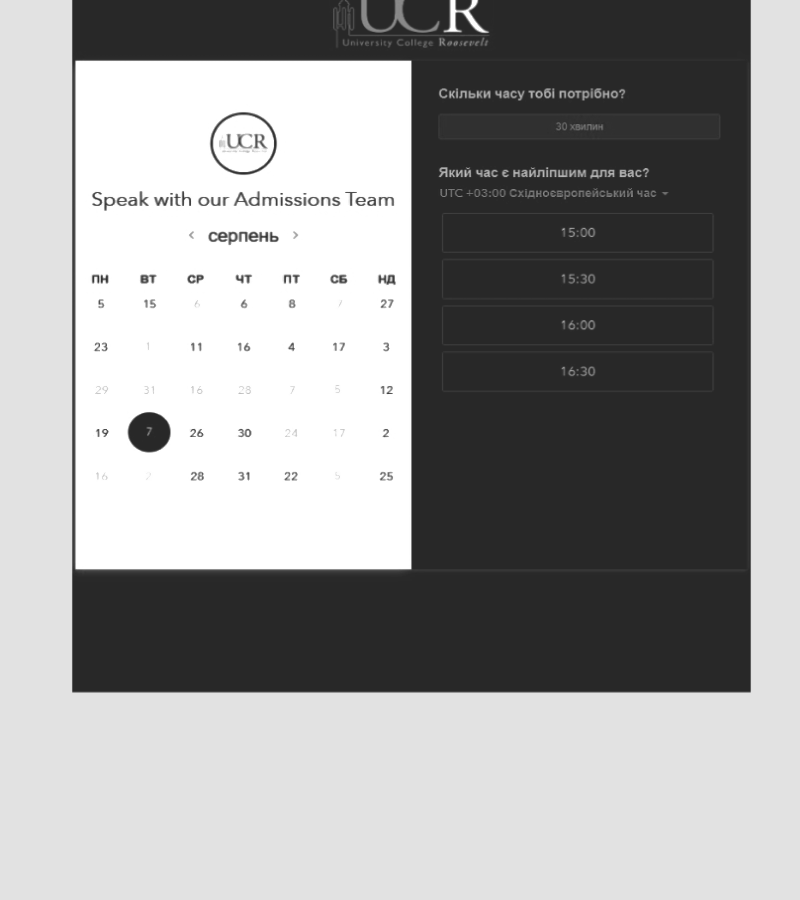 UCR
University College Roosevelt
UCR
Speak with our Admissions Team
< серпень >
ПН ВТ СР ЧТ ПТ СБ НД
5 15 6 6 8 7 27
23 1 11 16 4 17 3
29 31 16 28 7 5 12
19 7 26 30 24 17 2
16 2 28 31 22 5 25
Скільки часу тобі потрібно?
30 хвилин
Який час є найліпшим для вас?
UTC +03:00 Східноєвропейський час
15:00
15:30
16:00
16:30